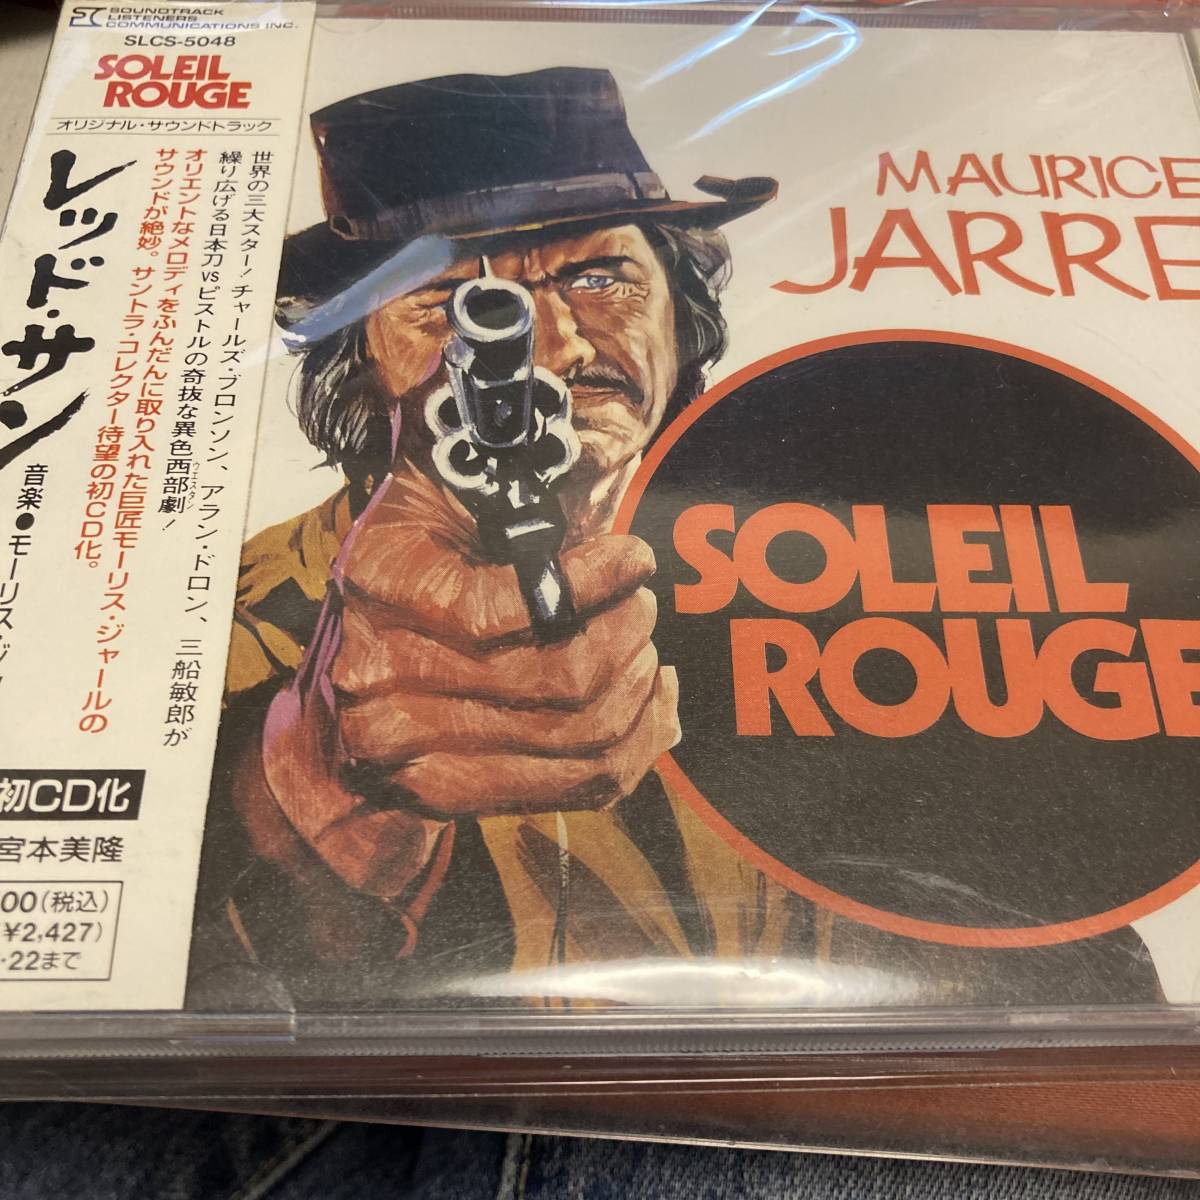 SOUNDTRACK
LISTENERS
COMMUNICATIONS INC.
SLCS-5048
SOLEIL
ROUGE
オリジナル・サウンドトラック
世界の三大スター!チャールズ・ブロンソン、アラン・ドロン、三船敏郎が
繰り広げる日本刀vsピストルの奇抜な異色西部劇!
ウエスタン
オリエントなメロディをふんだんに取り入れた巨匠モーリス・ジャールの
サウンドが絶妙。サントラ・コレクター待望の初CD化。
レッド・サン
音楽●モーリス・
初CD化
宮本美隆
00(税込)
¥2,427)
・22まで
MAURICE
JARRE
SOLEIL
ROUGE